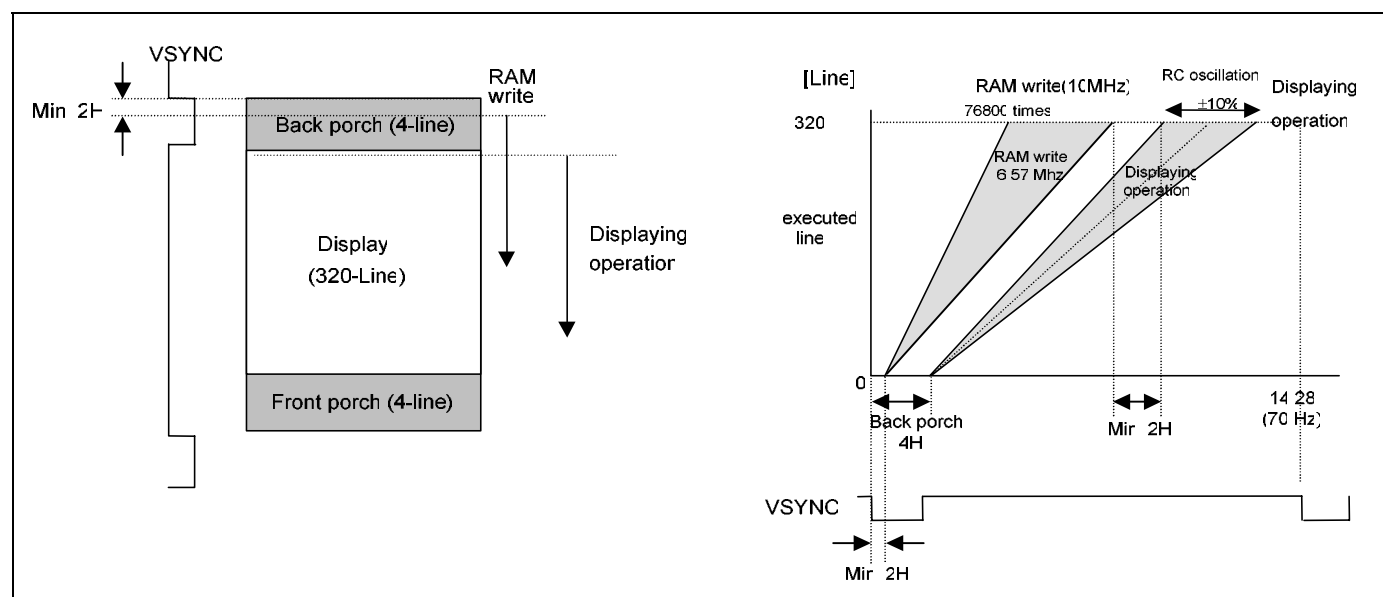 VSYNC
Min 2H
RAM
write
Back porch (4-line)
Display
(320-Line)
Displaying
operation
Front porch (4-line)
[Line]
RAM write(10MHz)
76800 times
RC oscillation
±10%
Displaying
operation
320
RAM write
6.57 Mhz
Displaying
operation
executed
line
0
Back porch
4H
Min 2H
14.28
(70 Hz)
VSYNC
Min 2H